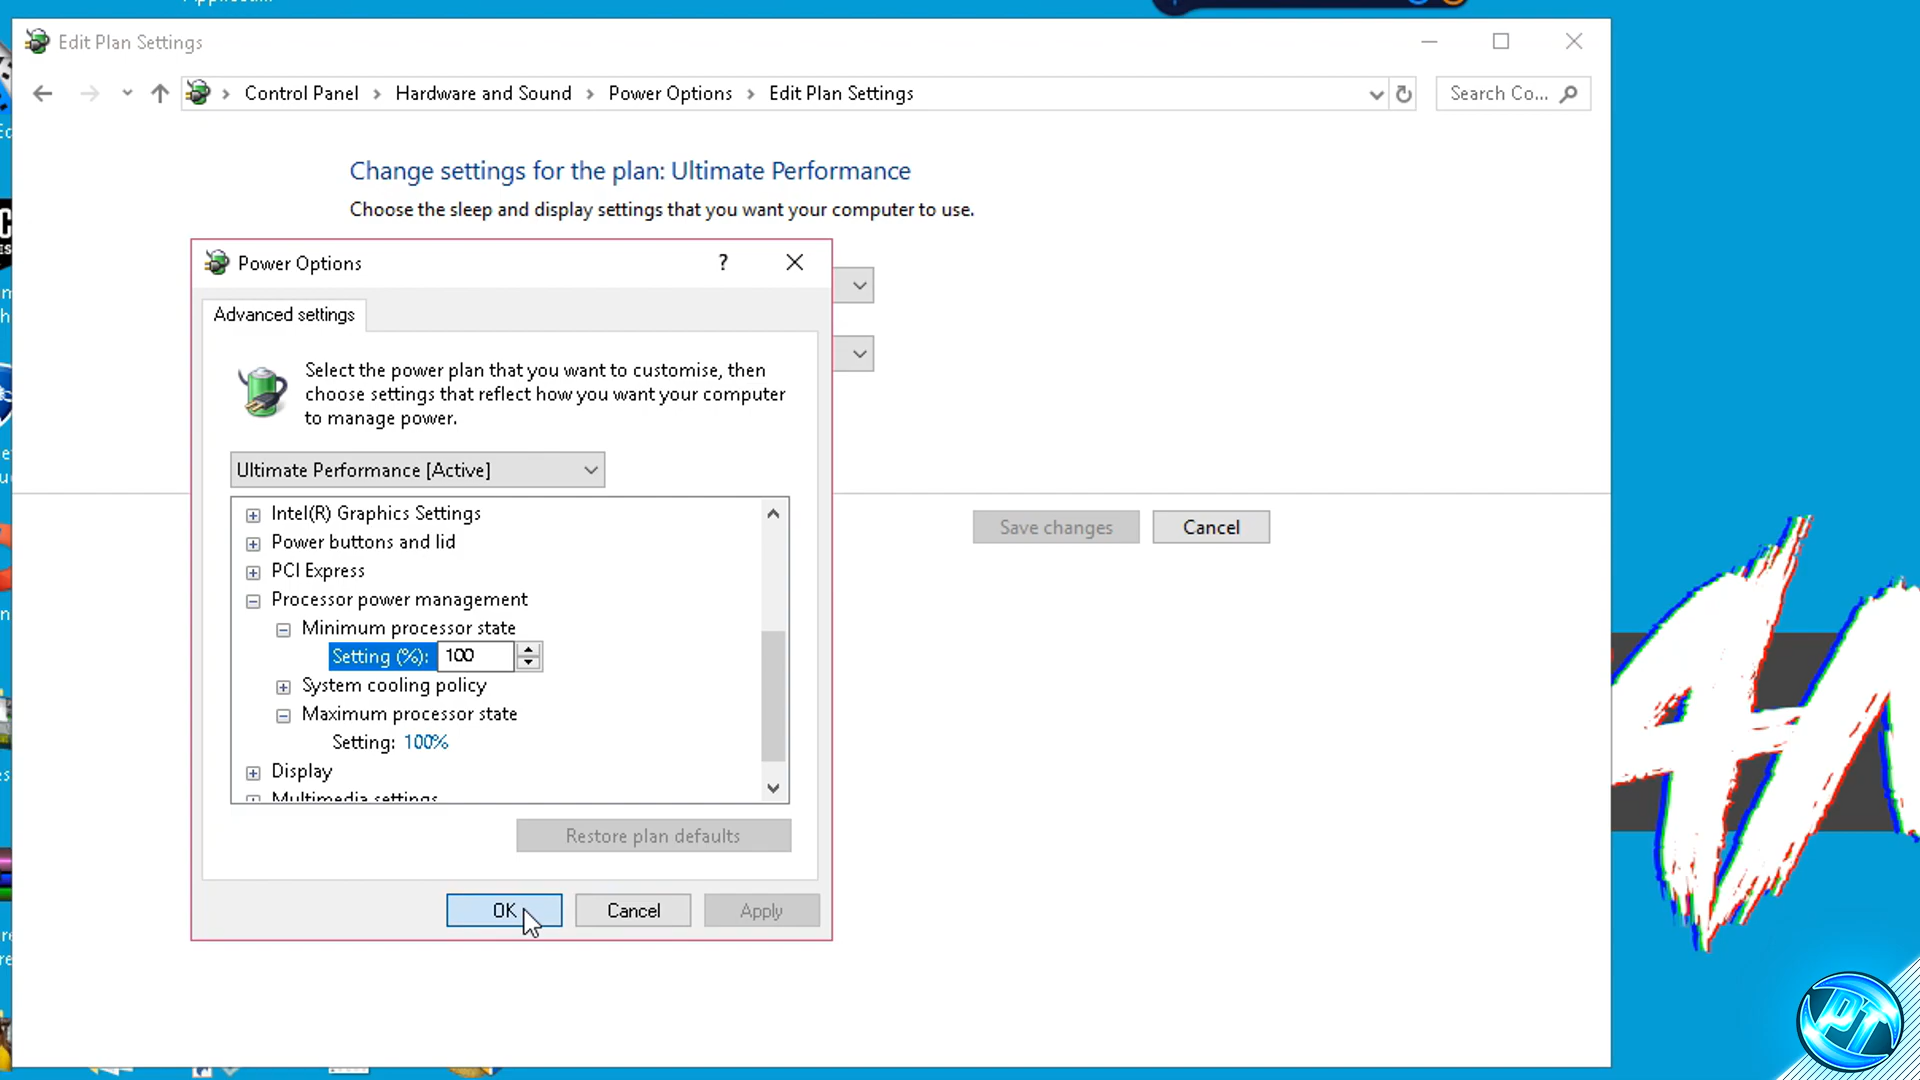 Edit Plan Settings
Control Panel > Hardware and Sound > Power Options > Edit Plan Settings
Search Co...
Change settings for the plan: Ultimate Performance
Choose the sleep and display settings that you want your computer to use.
Power Options
?
Advanced settings
Select the power plan that you want to customise, then
choose settings that reflect how you want your computer
to manage power.
Ultimate Performance [Active]
Intel(R) Graphics Settings
Power buttons and lid
PCI Express
Processor power management
Minimum processor state
Setting (%): 100
System cooling policy
Maximum processor state
Setting: 100%
Display
Multimedia settings
Restore plan defaults
OK
Cancel
Apply
Save changes
Cancel
PT